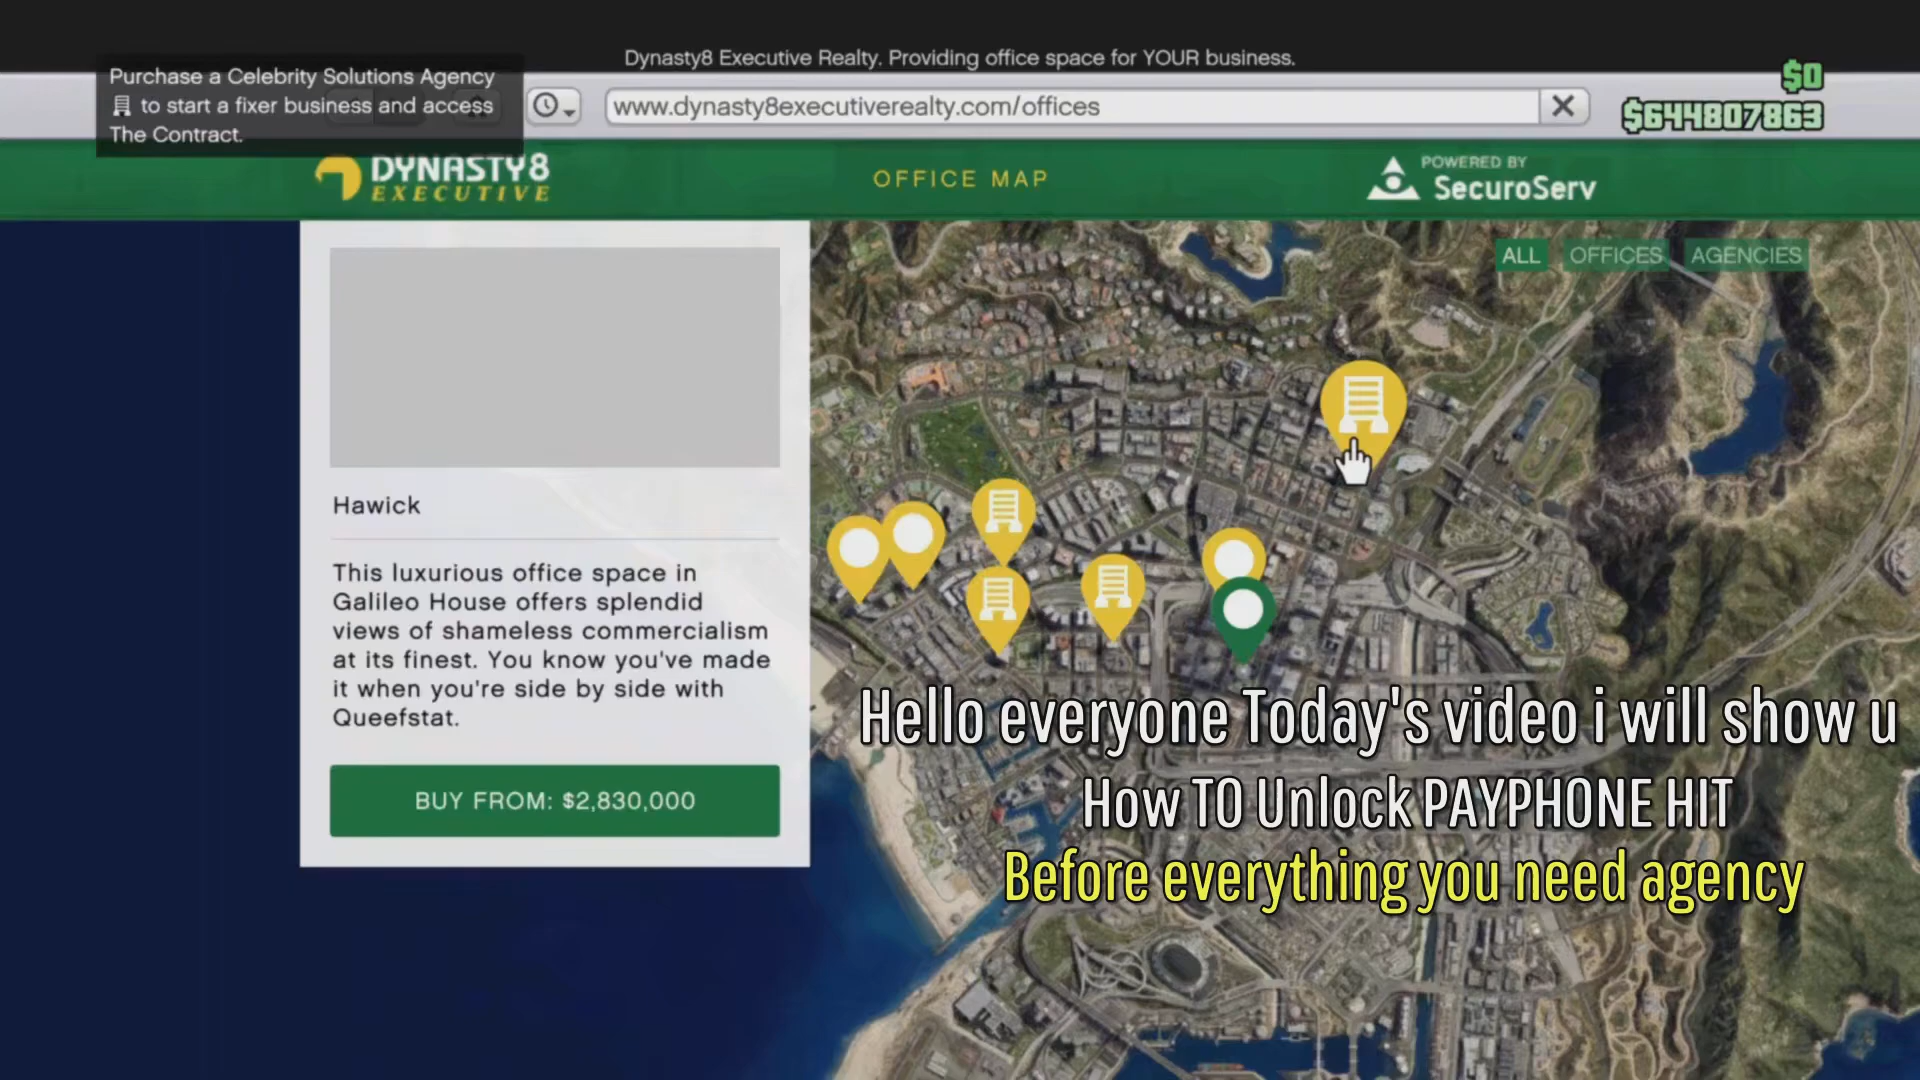 Dynasty8 Executive Realty. Providing office space for YOUR business.
Purchase a Celebrity Solutions Agency
to start a fixer business and access
The Contract.
www.dynasty8executiverealty.com/offices
$0
$644807863
DYNASTY8
EXECUTIVE
OFFICE MAP
POWERED BY
SecuroServ
ALL OFFICES AGENCIES
Hawick
This luxurious office space in
Galileo House offers splendid
views of shameless commercialism
at its finest. You know you've made
it when you're side by side with
Queefstat.
BUY FROM: $2,830,000
Hello everyone Today's video i will show u
How TO Unlock PAYPHONE HIT
Before everything you need agency